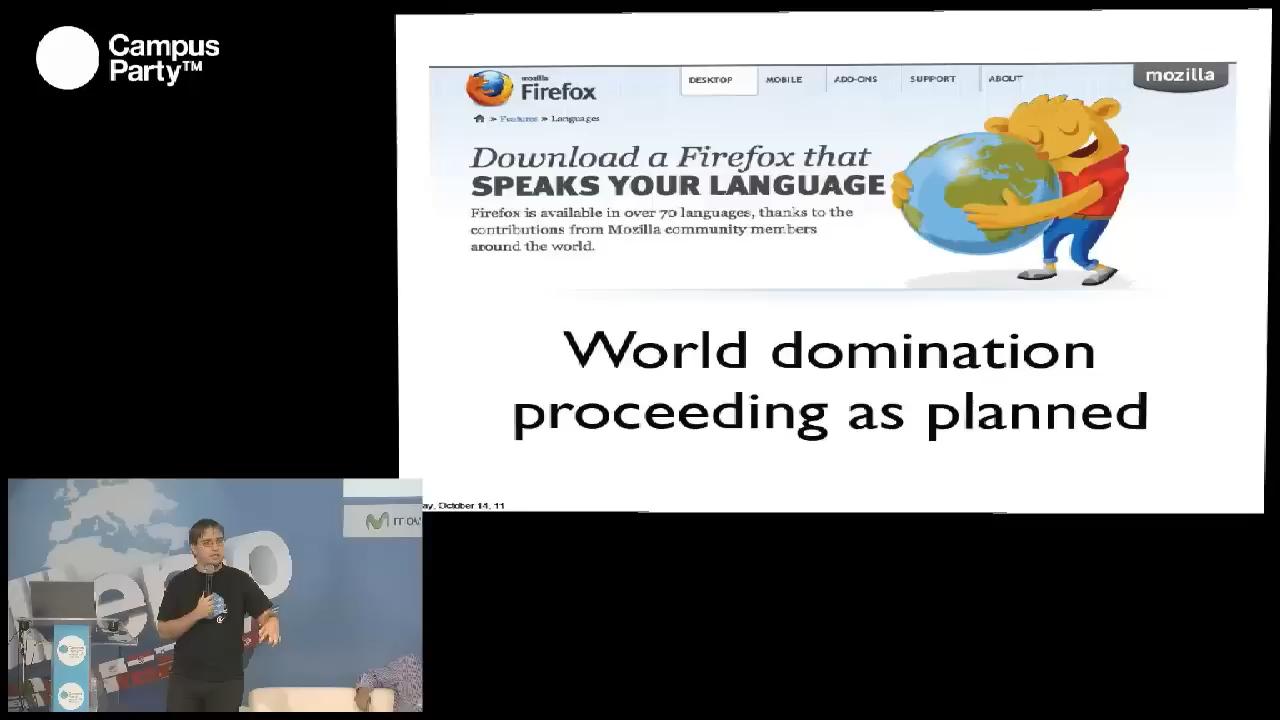 Campus
Party™
mozilla
Firefox
DESKTOP
MOBILE
ADD-ONS
SUPPORT
ABOUT
mozilla
» Features » Languages
Download a Firefox that
SPEAKS YOUR LANGUAGE
Firefox is available in over 70 languages, thanks to the
contributions from Mozilla community members
around the world.
World domination
proceeding as planned
ay, October 14, 11